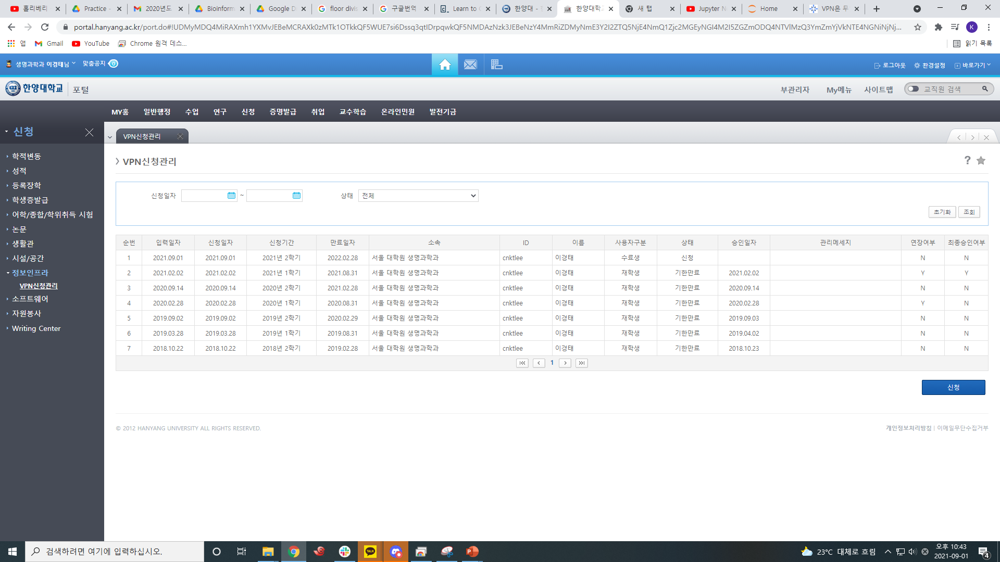 홀리베리
Practice -
2020년도
Bioinform
Google D
floor divis
구글번역
Learn to C
한양대 -
한양대학교
새 탭
Jupyter N
Home
VPN은 무
portal.hanyang.ac.kr/port.do#!
앱 Gmail YouTube Chrome 원격 데스... 읽기 목록
생명과학과 이경태님 맞춤공지 0 로그아웃 환경설정 바로가기
한양대학교 포털 부관리자 My메뉴 사이트맵 교직원 검색
MY홈 일반행정 수업 연구 신청 증명발급 취업 교수학습 온라인민원 발전기금
신청
학적변동
성적
등록장학
학생증발급
어학/종합/학위취득 시험
논문
생활관
시설/공간
정보인프라
VPN신청관리
소프트웨어
자원봉사
Writing Center
VPN신청관리
VPN신청관리
신청일자 ~ 상태 전체
초기화 조회
순번 입력일자 신청일자 신청기간 만료일자 소속 ID 이름 사용자구분 상태 승인일자 관리메세지 연장여부 최종승인여부
1 2021.09.01 2021.09.01 2021년 2학기 2022.02.28 서울 대학원 생명과학과 cnktlee 이경태 수료생 신청 N N
2 2021.02.02 2021.02.02 2021년 1학기 2021.08.31 서울 대학원 생명과학과 cnktlee 이경태 재학생 기한만료 2021.02.02 Y Y
3 2020.09.14 2020.09.14 2020년 2학기 2021.02.28 서울 대학원 생명과학과 cnktlee 이경태 재학생 기한만료 2020.09.14 N N
4 2020.02.28 2020.02.28 2020년 1학기 2020.08.31 서울 대학원 생명과학과 cnktlee 이경태 재학생 기한만료 2020.02.28 Y N
5 2019.09.02 2019.09.02 2019년 2학기 2020.02.29 서울 대학원 생명과학과 cnktlee 이경태 재학생 기한만료 2019.09.03 N N
6 2019.03.28 2019.03.28 2019년 1학기 2019.08.31 서울 대학원 생명과학과 cnktlee 이경태 재학생 기한만료 2019.04.02 N N
7 2018.10.22 2018.10.22 2018년 2학기 2019.02.28 서울 대학원 생명과학과 cnktlee 이경태 재학생 기한만료 2018.10.23 N N
1
신청
© 2012 HANYANG UNIVERSITY ALL RIGHTS RESERVED.
개인정보처리방침 | 이메일무단수집거부
검색하려면 여기에 입력하십시오.
TALK
23°C 대체로 흐림
오후 10:43
2021-09-01
4